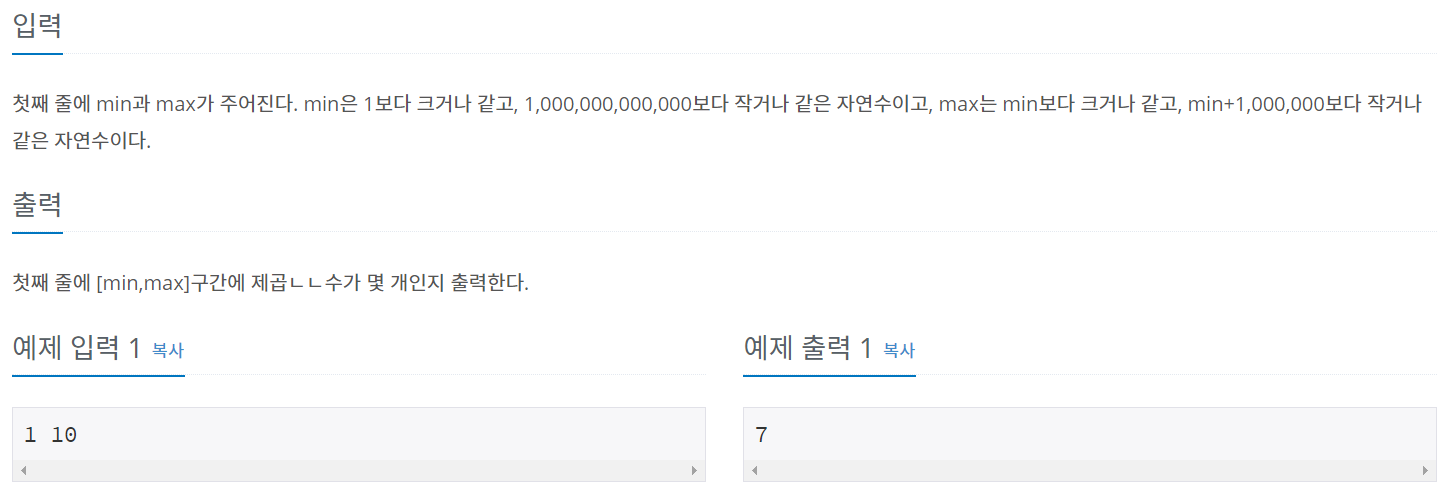 입력
첫째 줄에 min과 max가 주어진다. min은 1보다 크거나 같고, 1,000,000,000,000보다 작거나 같은 자연수이고, max는 min보다 크거나 같고, min+1,000,000보다 작거나
같은 자연수이다.
출력
첫째 줄에 [min,max]구간에 제곱ㄴㄴ수가 몇 개인지 출력한다.
예제 입력 1 복사
1 10
예제 출력 1 복사
7